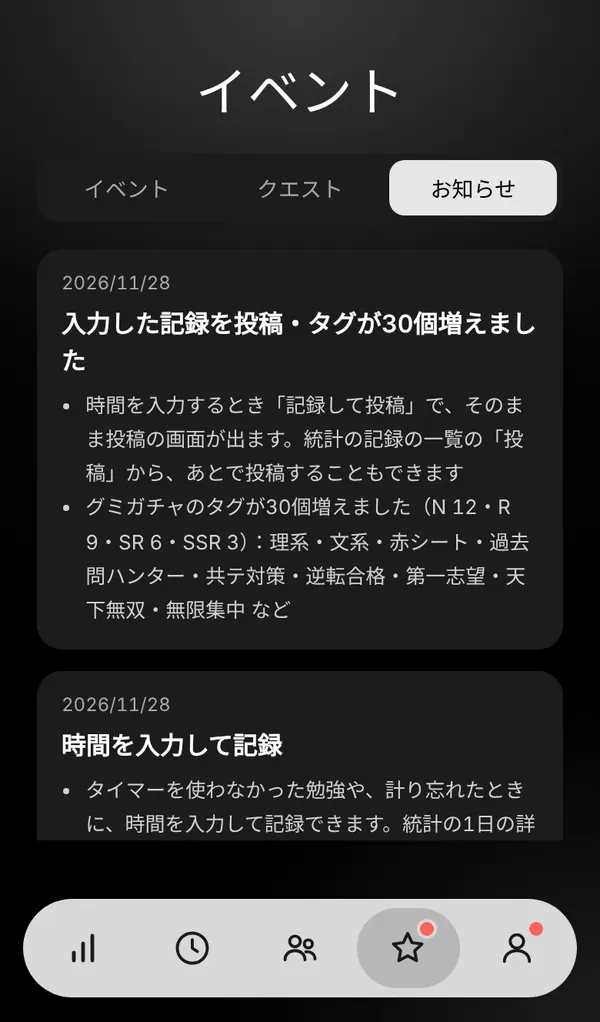 イベント
イベント
クエスト
お知らせ
2026/11/28
入力した記録を投稿・タグが30個増えまし
た
• 時間を入力するとき「記録して投稿」で、そのま
ま投稿の画面が出ます。統計の記録の一覧の「投
稿」から、あとで投稿することもできます
• グミガチャのタグが30個増えました（N 12・R
9・SR 6・SSR 3）：理系・文系・赤シート・過去
問ハンター・共テ対策・逆転合格・第一志望・天
下無双・無限集中 など
2026/11/28
時間を入力して記録
• タイマーを使わなかった勉強や、計り忘れたとき
に、時間を入力して記録できます。統計の1日の詳